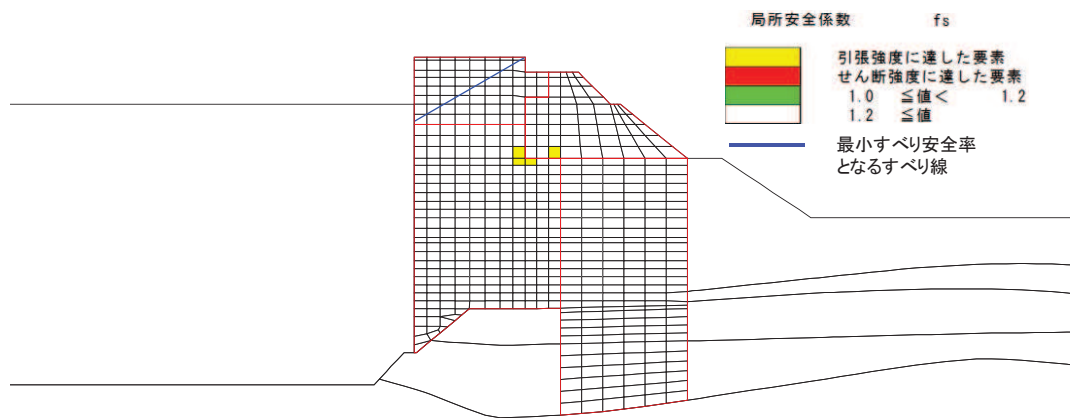 局所安全係数 fs
引張強度に達した要素
せん断強度に達した要素
1.0 ≦値< 1.2
1.2 ≦値
最小すべり安全率
となるすべり線